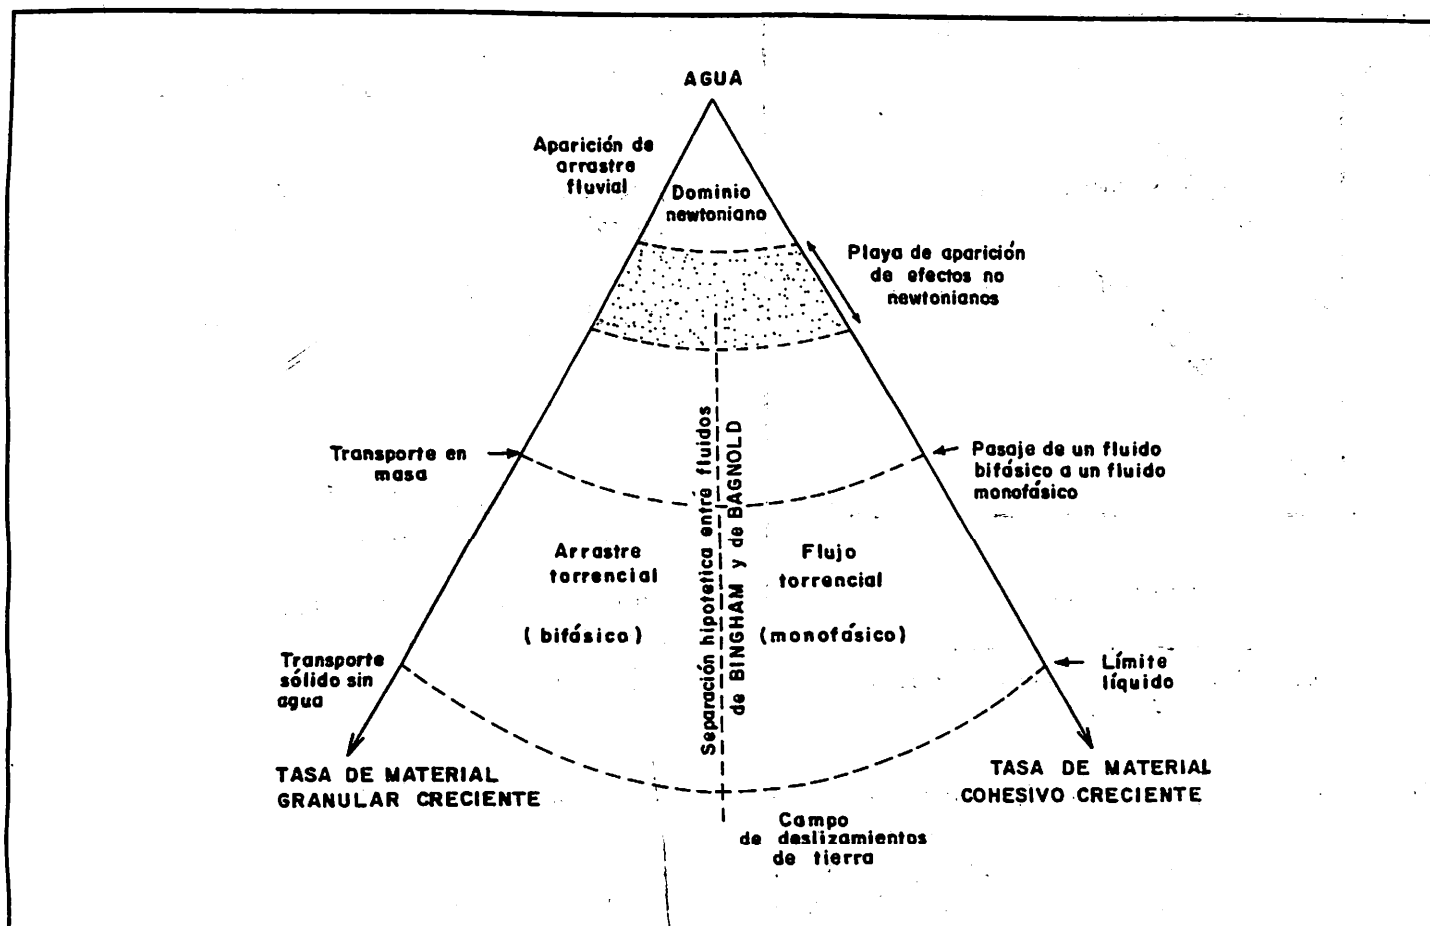 AGUA
Aparición de
arrastre
fluvial
Dominio
newtoniano
Playa de aparición
de efectos no
newtonianos
Transporte en
masa
Pasaje de un fluido
bifásico a un fluido
monofásico
Separación hipotetica entre fluidos
de BINGHAM y de BAGNOLD
Arrastre
torrencial
(bifásico)
Flujo
torrencial
(monofásico)
Transporte
sólido sin
agua
Límite
líquido
TASA DE MATERIAL
GRANULAR CRECIENTE
TASA DE MATERIAL
COHESIVO CRECIENTE
Campo
de deslizamientos
de tierra